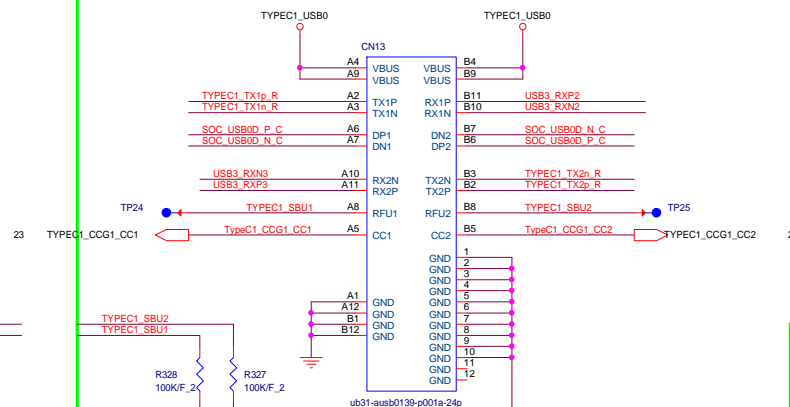 TYPEC1_USB0 TYPEC1_USB0
CN13
A4 VBUS VBUS B4
A9 VBUS VBUS B9
TYPEC1_TX1p_R A2 TX1P RX1P B11 USB3_RXP2
TYPEC1_TX1n_R A3 TX1N RX1N B10 USB3_RXN2
SOC_USB0D_P_C A6 DP1 DN2 B7 SOC_USB0D_N_C
SOC_USB0D_N_C A7 DN1 DP2 B6 SOC_USB0D_P_C
USB3_RXN3 A10 RX2N TX2N B3 TYPEC1_TX2n_R
USB3_RXP3 A11 RX2P TX2P B2 TYPEC1_TX2p_R
TP24 TYPEC1_SBU1 A8 RFU1 RFU2 B8 TYPEC1_SBU2 TP25
23 TYPEC1_CCG1_CC1 TypeC1_CCG1_CC1 A5 CC1 CC2 B5 TypeC1_CCG1_CC2 TYPEC1_CCG1_CC2
GND 1
GND 2
GND 3
GND 4
A1 GND GND 5
A12 GND GND 6
TYPEC1_SBU2 B1 GND GND 7
TYPEC1_SBU1 B12 GND GND 8
GND 9
GND 10
GND 11
GND 12
R328 R327
100K/F_2 100K/F_2
ub31-ausb0139-p001a-24p